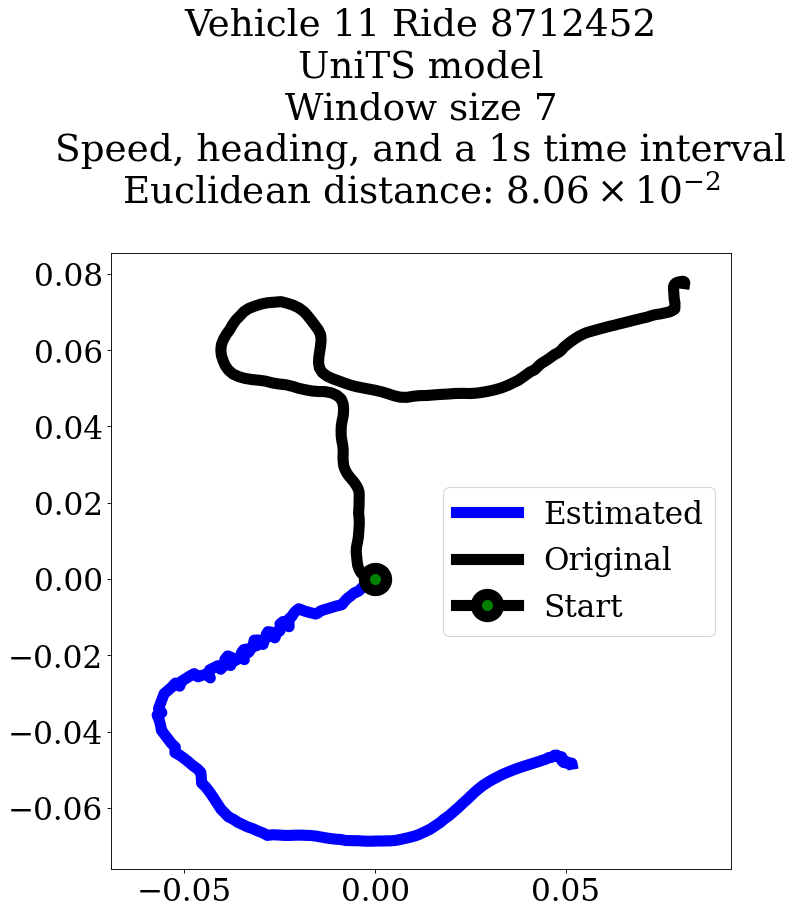 Vehicle 11 Ride 8712452
UniTS model
Window size 7
Speed, heading, and a 1s time interval
Euclidean distance: 8.06 × 10⁻²
0.08
0.06
0.04
0.02
0.00
−0.02
−0.04
−0.06
Estimated
Original
Start
−0.05 0.00 0.05